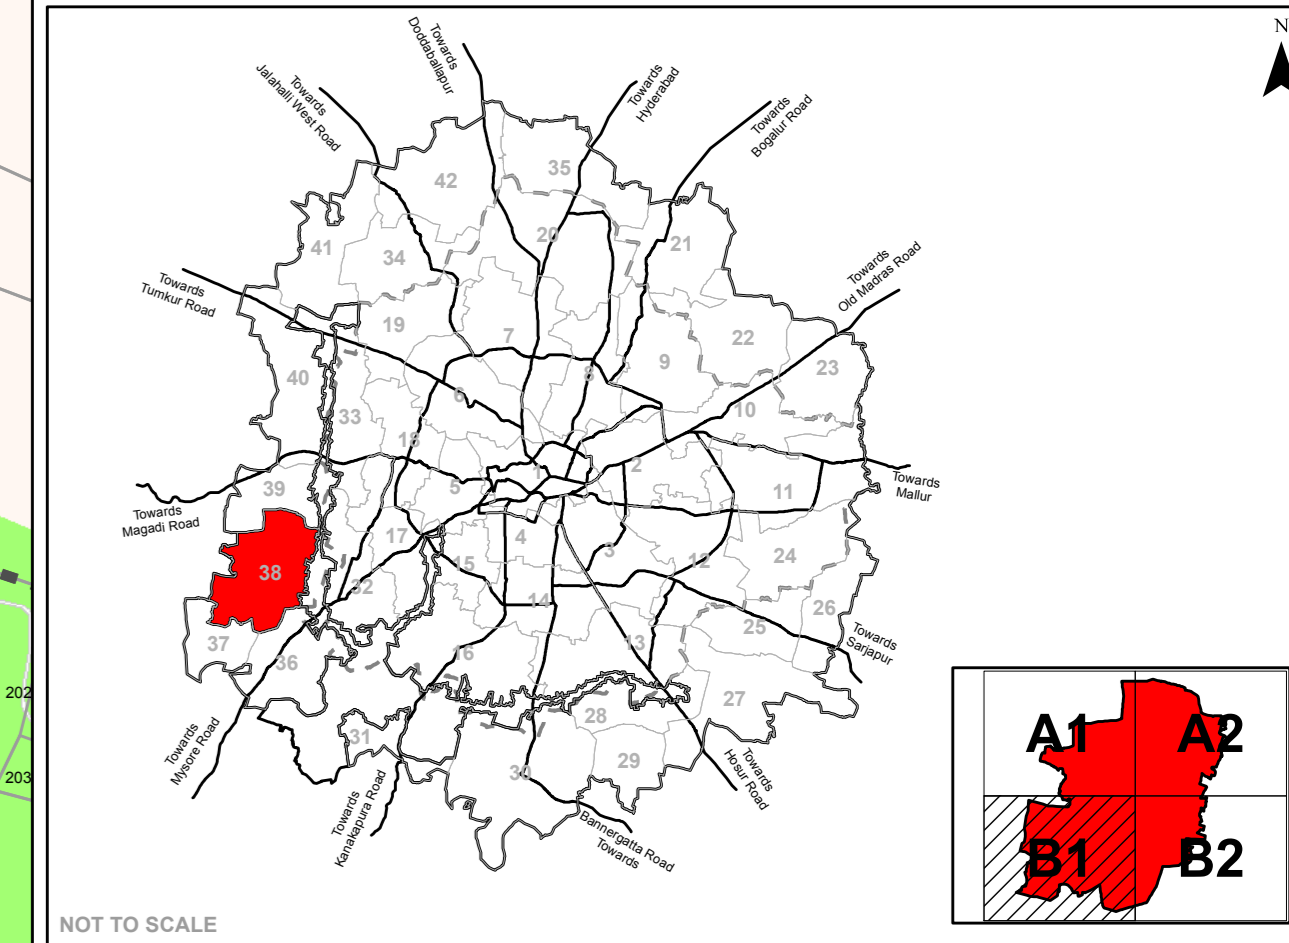 N
Towards
Doddaballapur
Towards
Jalahalli West Road
Towards
Hyderabad
Towards
Bogalur Road
42
35
20
21
41
34
Towards
Old Madras Road
Towards
Tumkur Road
19
7
22
9
23
40
8
6
10
33
18
2
1
Towards
Mallur
39
5
11
Towards
Magadi Road
17
4
3
24
15
12
38
32
14
26
25
37
13
Towards
Sarjapur
36
16
202
27
28
31
Towards
Mysore Road
29
30
203
Towards
Hosur Road
Towards
Kanakapura Road
Bannergatta Road
Towards
A1
A2
B1
B2
NOT TO SCALE